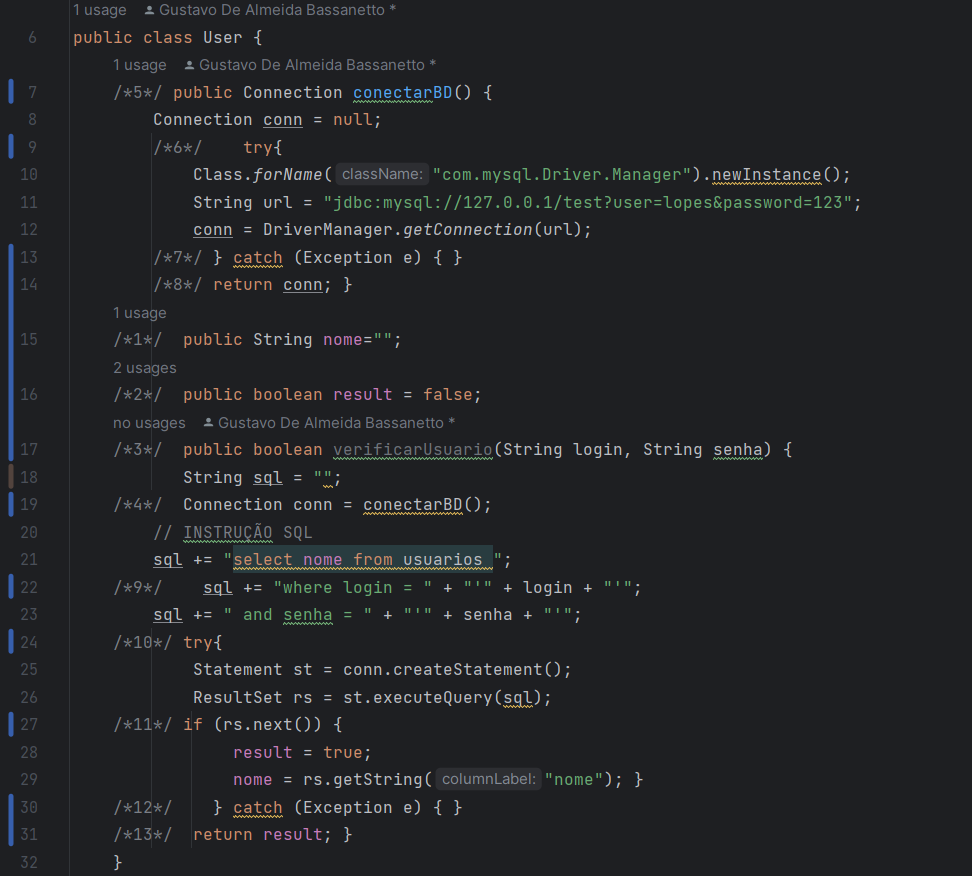 1 usage Gustavo De Almeida Bassanetto *
6 public class User {
1 usage Gustavo De Almeida Bassanetto *
7 /*5*/ public Connection conectarBD() {
8 Connection conn = null;
9 /*6*/ try{
10 Class.forName( className: "com.mysql.Driver.Manager").newInstance();
11 String url = "jdbc:mysql://127.0.0.1/test?user=lopes&password=123";
12 conn = DriverManager.getConnection(url);
13 /*7*/ } catch (Exception e) { }
14 /*8*/ return conn; }
1 usage
15 /*1*/ public String nome="";
2 usages
16 /*2*/ public boolean result = false;
no usages Gustavo De Almeida Bassanetto *
17 /*3*/ public boolean verificarUsuario(String login, String senha) {
18 String sql = "";
19 /*4*/ Connection conn = conectarBD();
20 // INSTRUÇÃO SQL
21 sql += "select nome from usuarios ";
22 /*9*/ sql += "where login = " + "'" + login + "'";
23 sql += " and senha = " + "'" + senha + "'";
24 /*10*/ try{
25 Statement st = conn.createStatement();
26 ResultSet rs = st.executeQuery(sql);
27 /*11*/ if (rs.next()) {
28 result = true;
29 nome = rs.getString( columnLabel: "nome"); }
30 /*12*/ } catch (Exception e) { }
31 /*13*/ return result; }
32 }